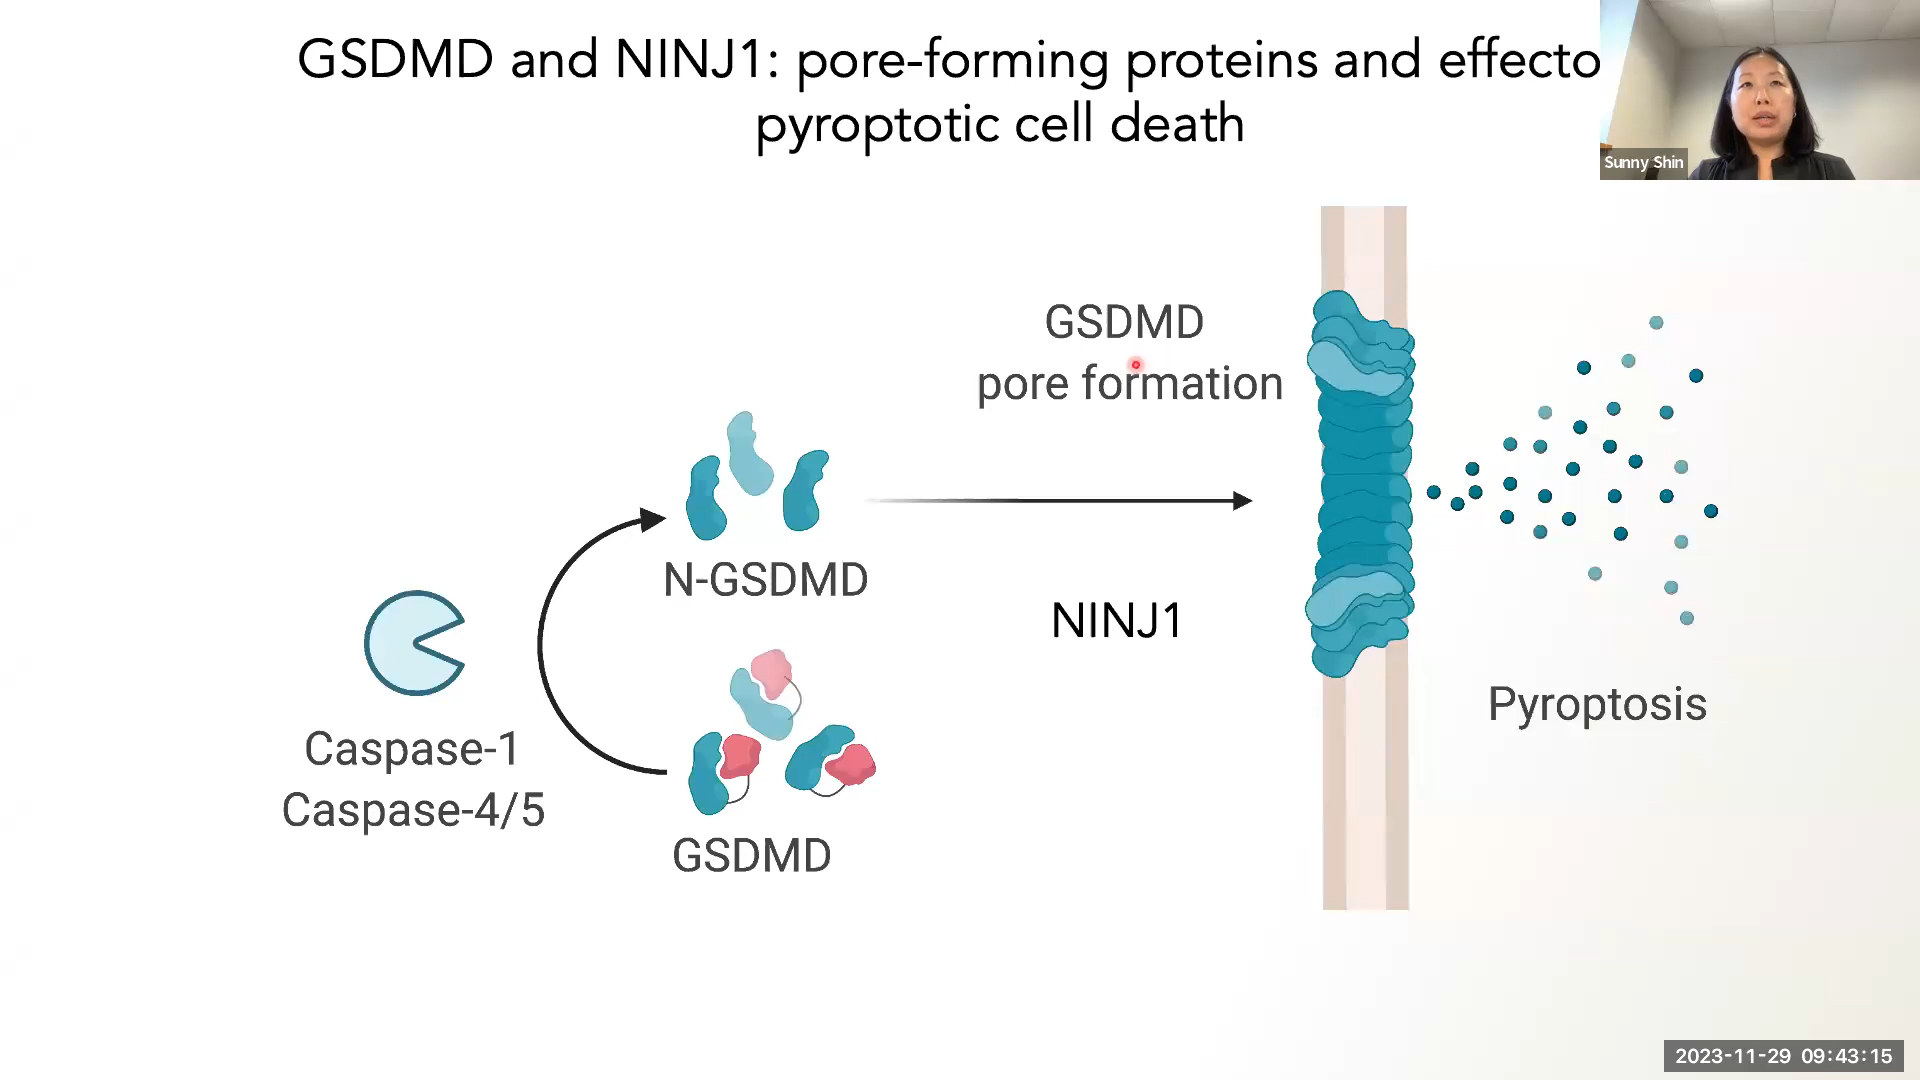 GSDMD and NINJ1: pore-forming proteins and effecto
pyroptotic cell death
Sunny Shin
GSDMD
pore formation
N-GSDMD
NINJ1
Pyroptosis
Caspase-1
Caspase-4/5
GSDMD
2023-11-29 09:43:15